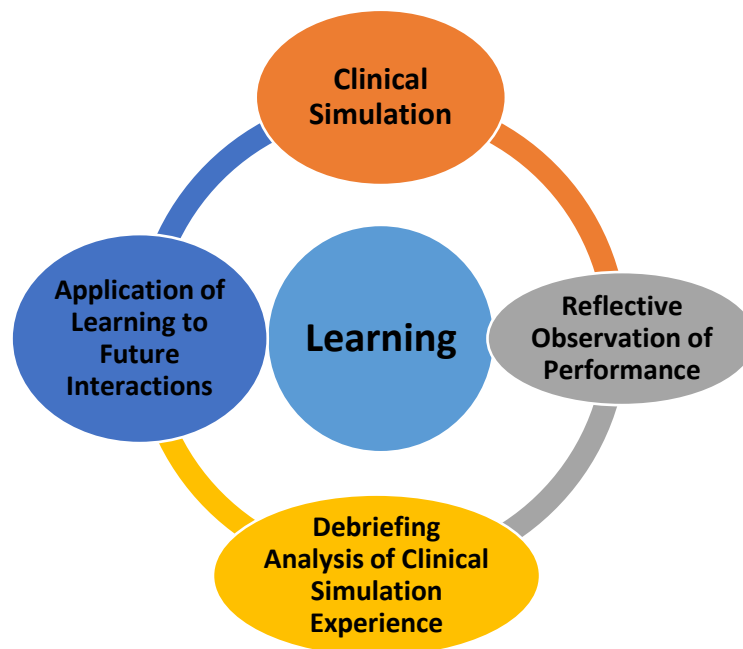 Clinical
Simulation
Application of
Learning to
Future
Interactions
Learning
Reflective
Observation of
Performance
Debriefing
Analysis of Clinical
Simulation
Experience